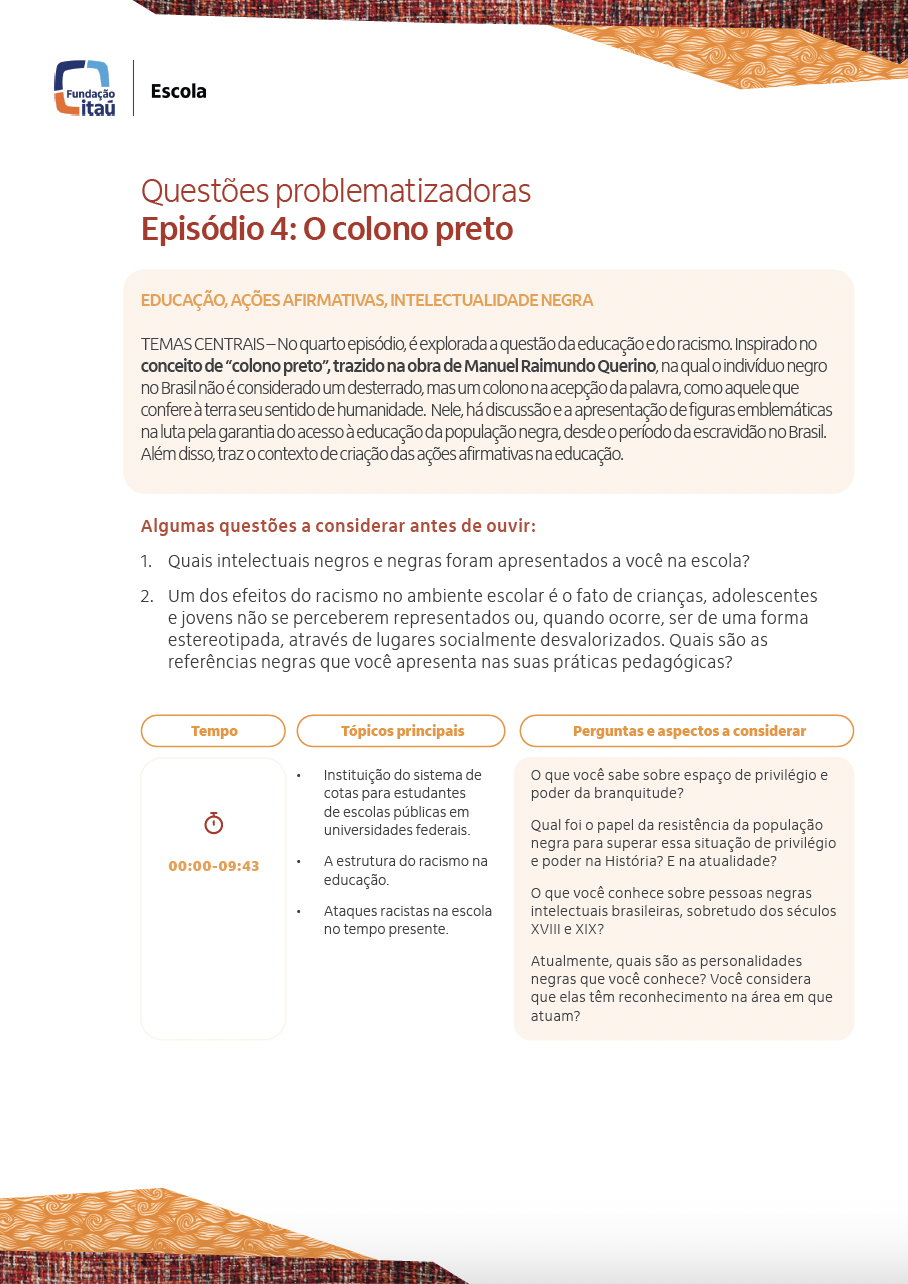 Fundação
itaú
Escola
Questões problematizadoras
Episódio 4: O colono preto
EDUCAÇÃO, AÇÕES AFIRMATIVAS, INTELECTUALIDADE NEGRA
TEMAS CENTRAIS – No quarto episódio, é explorada a questão da educação e do racismo. Inspirado no
conceito de “colono preto”, trazido na obra de Manuel Raimundo Querino, na qual o indivíduo negro
no Brasil não é considerado um desterrado, mas um colono na acepção da palavra, como aquele que
confere à terra seu sentido de humanidade. Nele, há discussão e a apresentação de figuras emblemáticas
na luta pela garantia do acesso à educação da população negra, desde o período da escravidão no Brasil.
Além disso, traz o contexto de criação das ações afirmativas na educação.
Algumas questões a considerar antes de ouvir:
1. Quais intelectuais negros e negras foram apresentados a você na escola?
2. Um dos efeitos do racismo no ambiente escolar é o fato de crianças, adolescentes
e jovens não se perceberem representados ou, quando ocorre, ser de uma forma
estereotipada, através de lugares socialmente desvalorizados. Quais são as
referências negras que você apresenta nas suas práticas pedagógicas?
Tempo
Tópicos principais
Perguntas e aspectos a considerar
00:00-09:43
• Instituição do sistema de
cotas para estudantes
de escolas públicas em
universidades federais.
• A estrutura do racismo na
educação.
• Ataques racistas na escola
no tempo presente.
O que você sabe sobre espaço de privilégio e
poder da branquitude?
Qual foi o papel da resistência da população
negra para superar essa situação de privilégio
e poder na História? E na atualidade?
O que você conhece sobre pessoas negras
intelectuais brasileiras, sobretudo dos séculos
XVIII e XIX?
Atualmente, quais são as personalidades
negras que você conhece? Você considera
que elas têm reconhecimento na área em que
atuam?